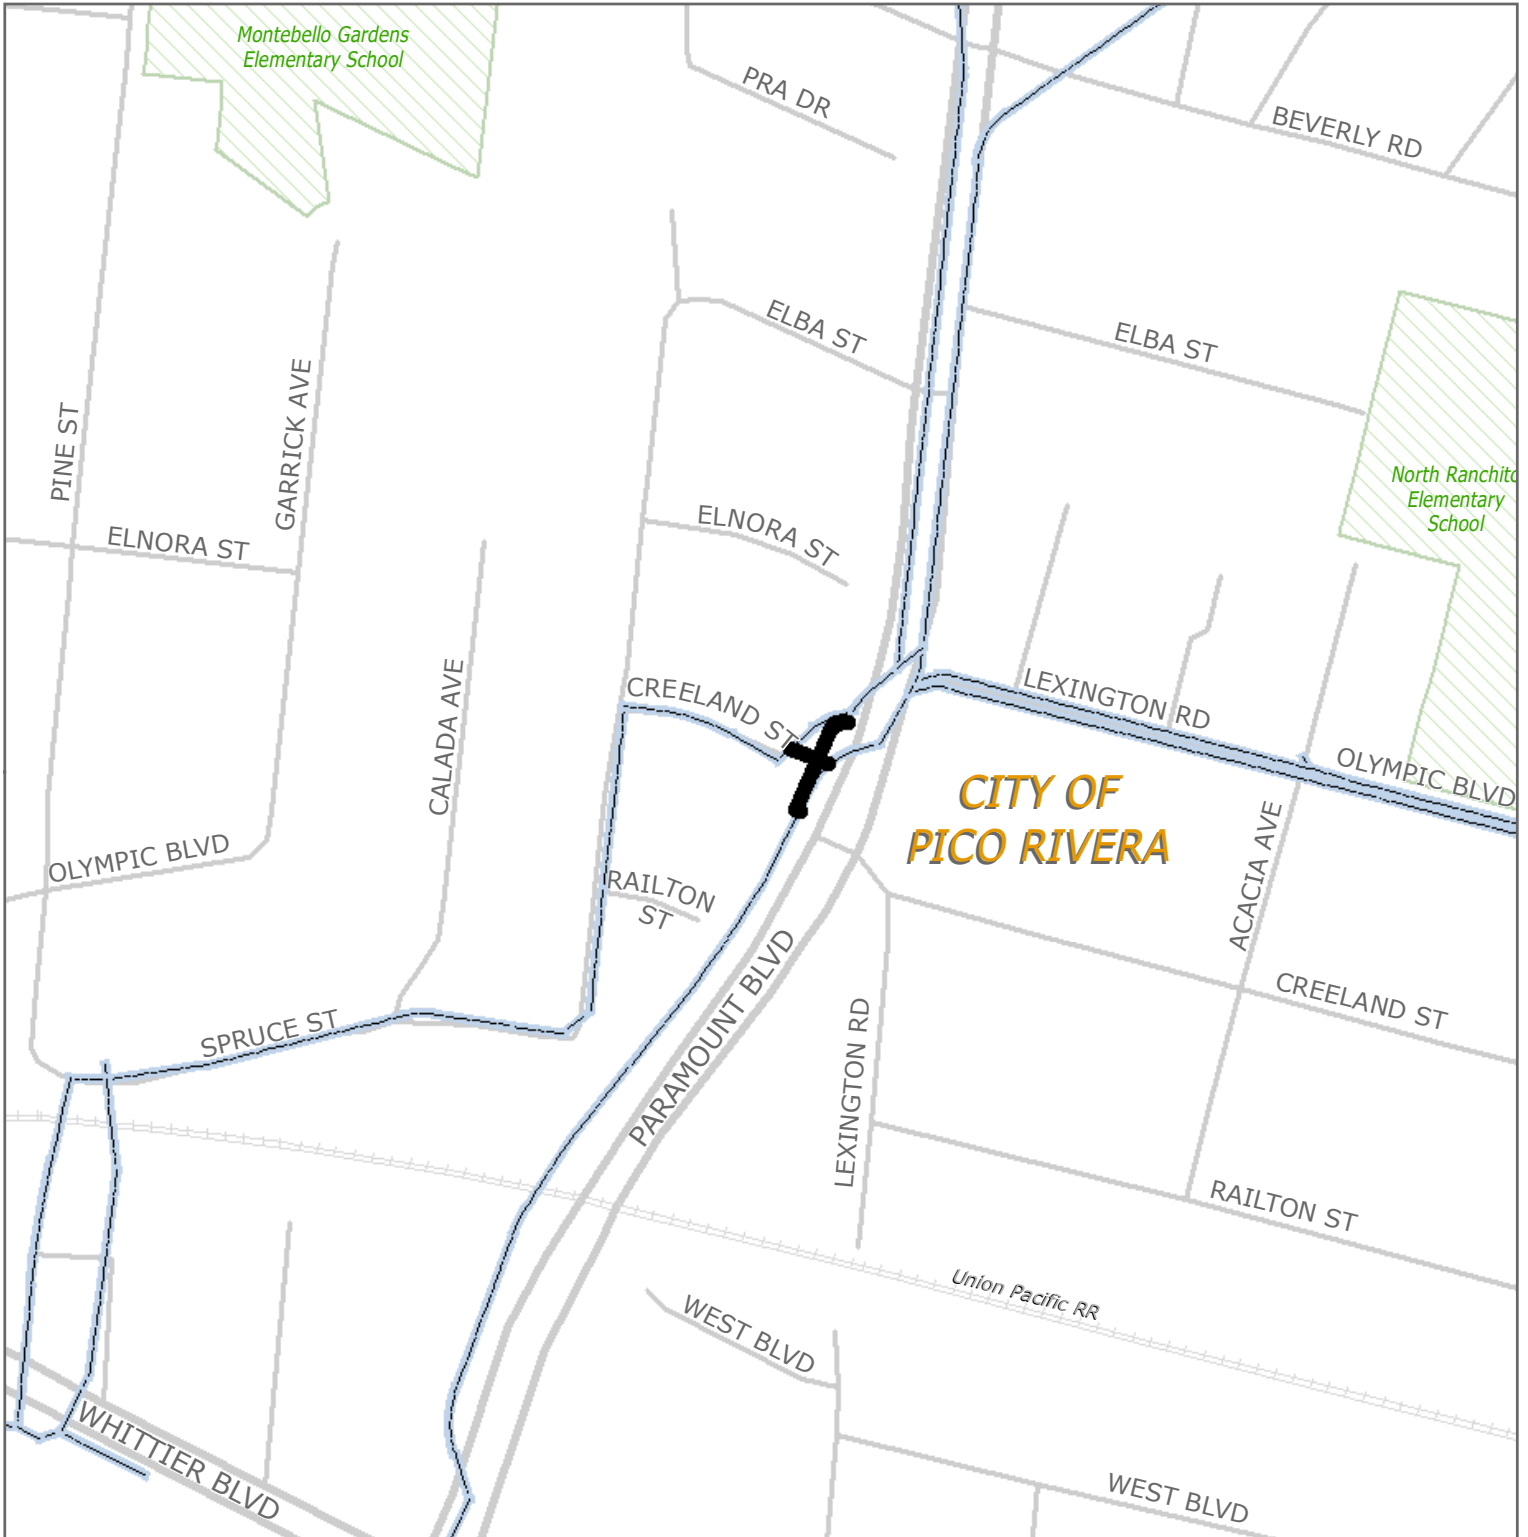 Montebello Gardens
Elementary School
PRA DR
BEVERLY RD
ELBA ST
ELBA ST
PINE ST
GARRICK AVE
ELNORA ST
ELNORA ST
North Ranchito
Elementary
School
CALADA AVE
CREELAND ST
LEXINGTON RD
OLYMPIC BLVD
CITY OF
PICO RIVERA
OLYMPIC BLVD
RAILTON
ST
ACACIA AVE
PARAMOUNT BLVD
CREELAND ST
SPRUCE ST
LEXINGTON RD
RAILTON ST
Union Pacific RR
WEST BLVD
WHITTIER BLVD
WEST BLVD